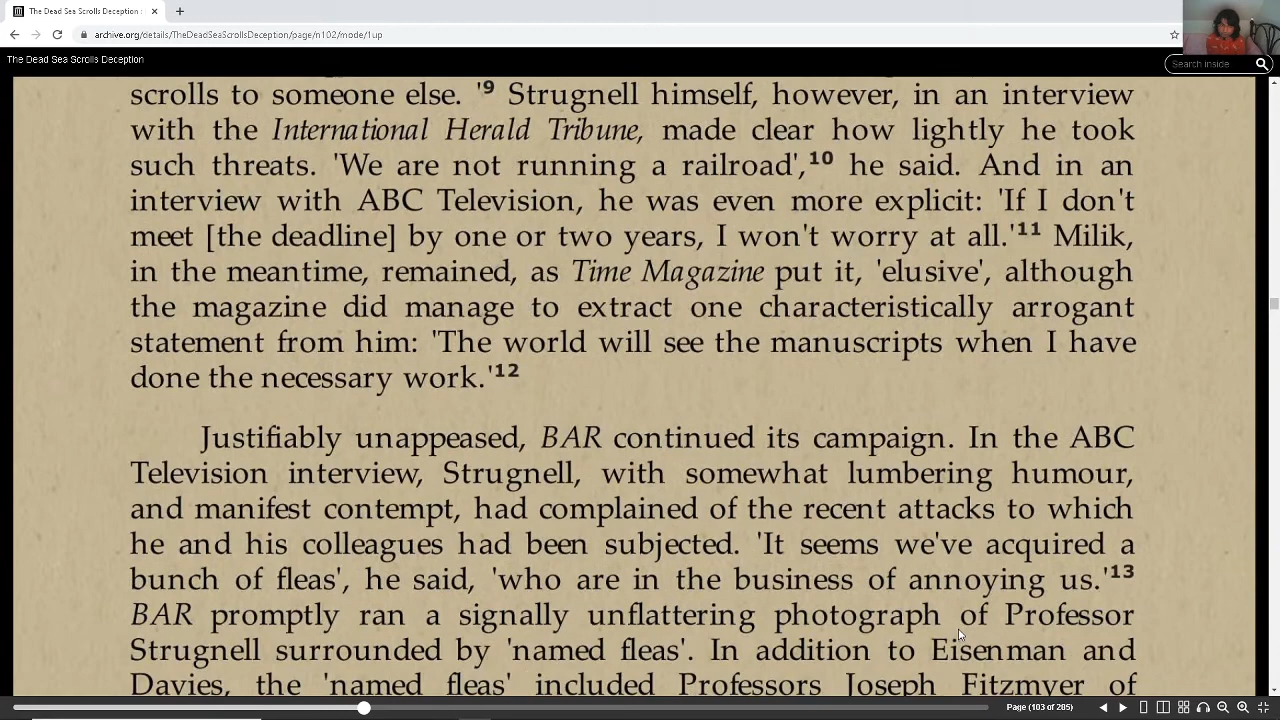 The Dead Sea Scrolls Deception :
archive.org/details/TheDeadSeaScrollsDeception/page/n102/mode/1up
The Dead Sea Scrolls Deception
Search inside
scrolls to someone else. '9 Strugnell himself, however, in an interview
with the International Herald Tribune, made clear how lightly he took
such threats. 'We are not running a railroad',10 he said. And in an
interview with ABC Television, he was even more explicit: 'If I don't
meet [the deadline] by one or two years, I won't worry at all.'11 Milik,
in the meantime, remained, as Time Magazine put it, 'elusive', although
the magazine did manage to extract one characteristically arrogant
statement from him: 'The world will see the manuscripts when I have
done the necessary work.'12
Justifiably unappeased, BAR continued its campaign. In the ABC
Television interview, Strugnell, with somewhat lumbering humour,
and manifest contempt, had complained of the recent attacks to which
he and his colleagues had been subjected. 'It seems we've acquired a
bunch of fleas', he said, 'who are in the business of annoying us.'13
BAR promptly ran a signally unflattering photograph of Professor
Strugnell surrounded by 'named fleas'. In addition to Eisenman and
Davies, the 'named fleas' included Professors Joseph Fitzmyer of
Page (103 of 205)